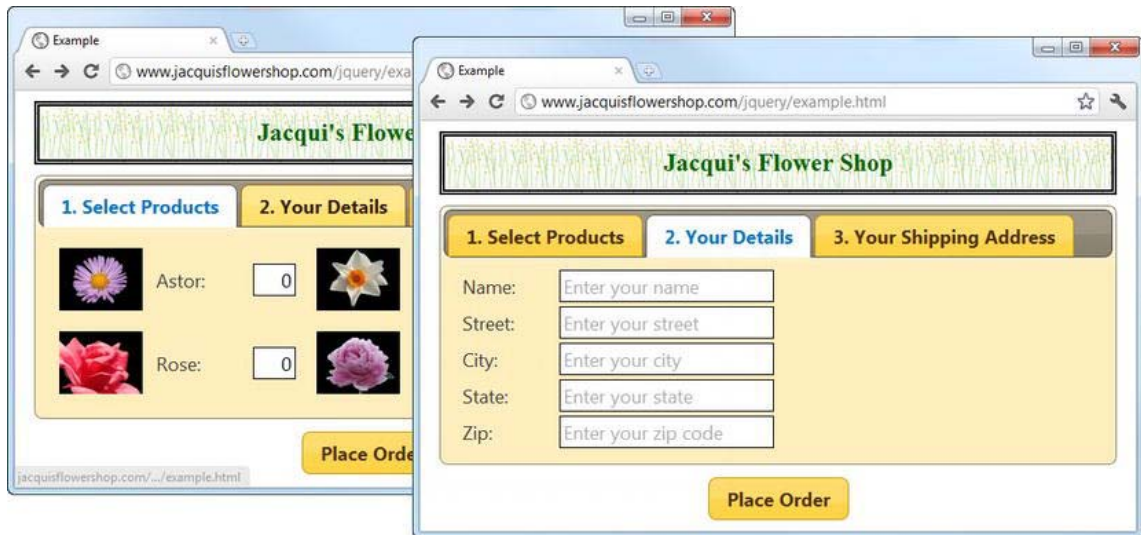 Example
www.jacquisflowershop.com/jquery/exa
Jacqui's Flowe
1. Select Products
2. Your Details
Astor:
0
Rose:
0
Place Orde
jacquisflowershop.com/.../example.html
Example
www.jacquisflowershop.com/jquery/example.html
Jacqui's Flower Shop
1. Select Products
2. Your Details
3. Your Shipping Address
Name:
Enter your name
Street:
Enter your street
City:
Enter your city
State:
Enter your state
Zip:
Enter your zip code
Place Order